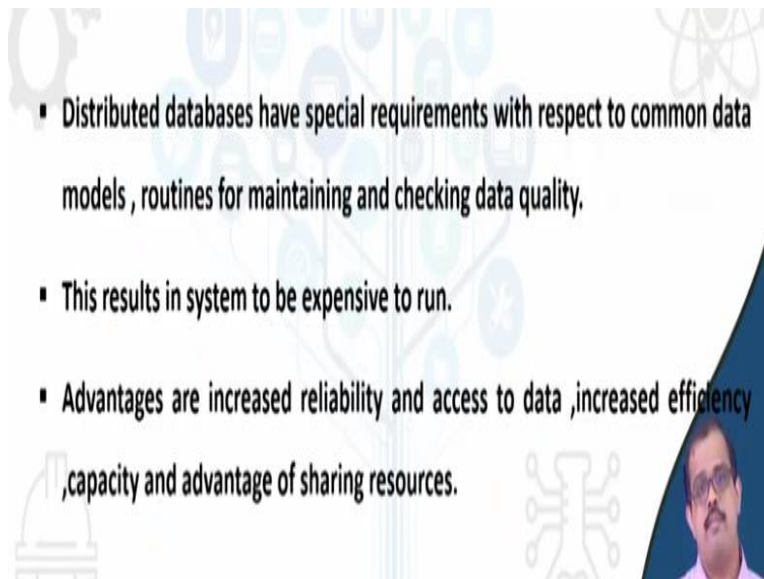 ▪ Distributed databases have special requirements with respect to common data
models , routines for maintaining and checking data quality.
▪ This results in system to be expensive to run.
▪ Advantages are increased reliability and access to data ,increased efficiency
,capacity and advantage of sharing resources.